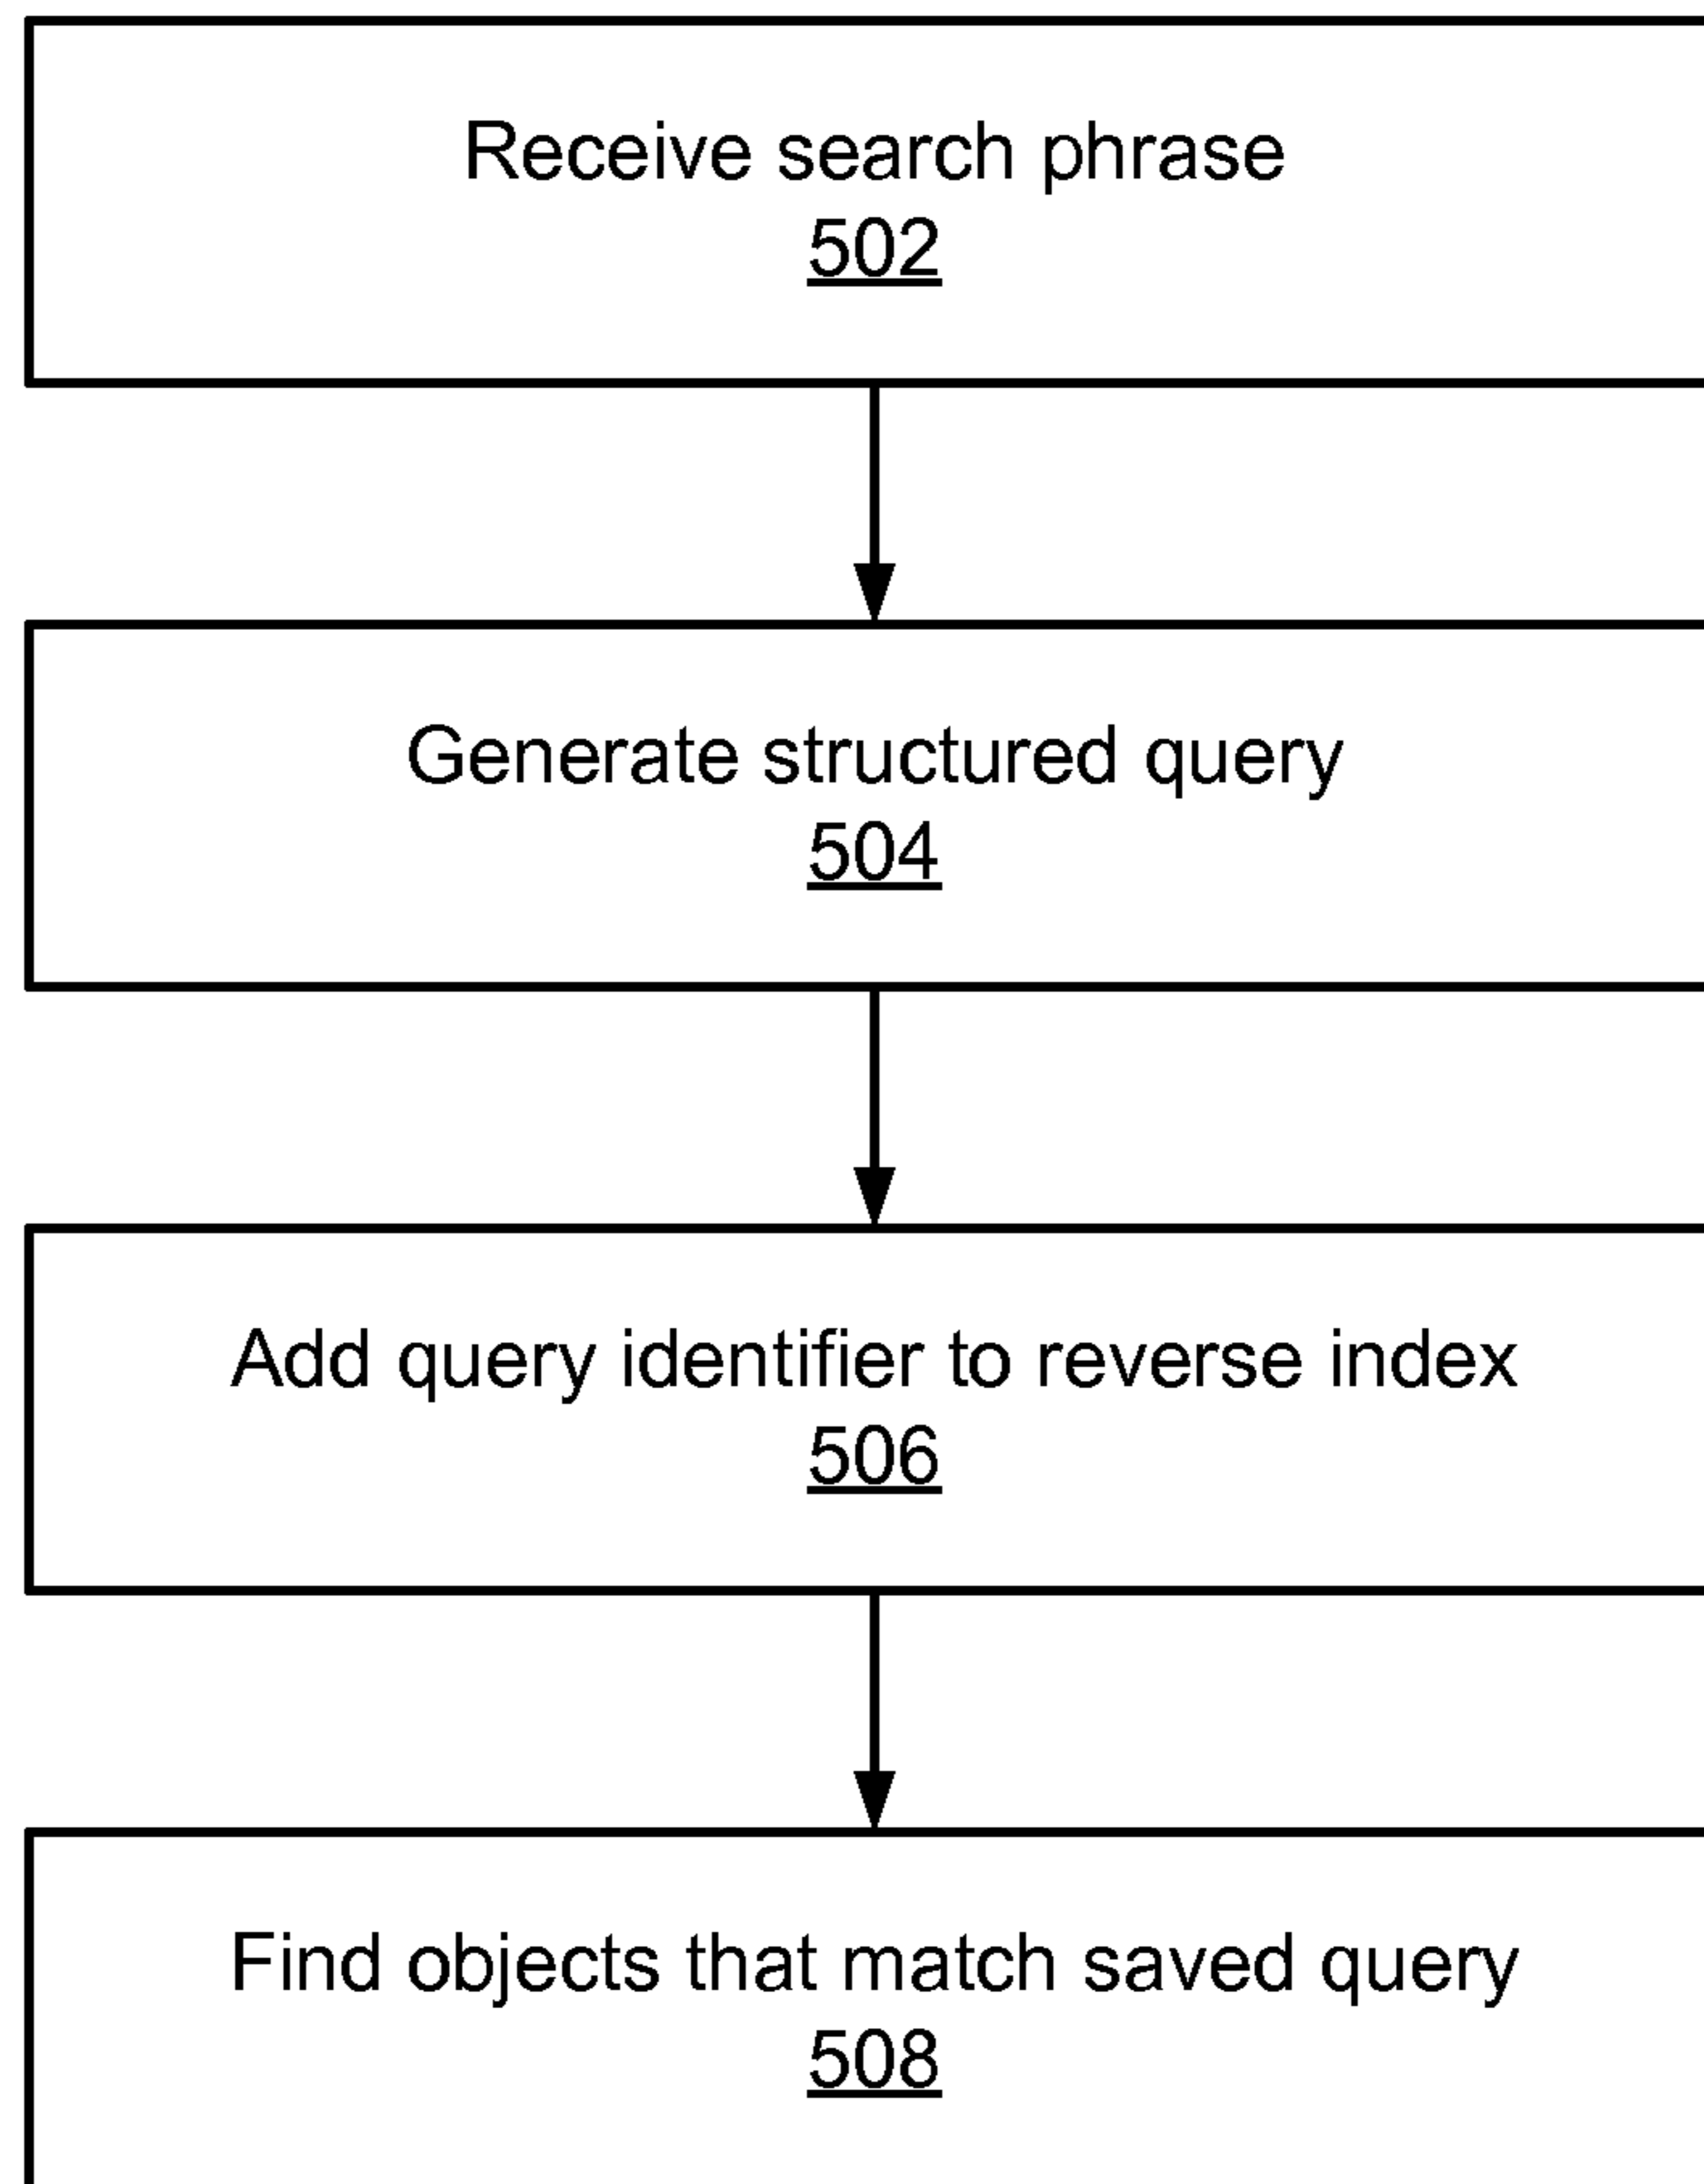 Receive search phrase
502
Generate structured query
504
Add query identifier to reverse index
506
Find objects that match saved query
508